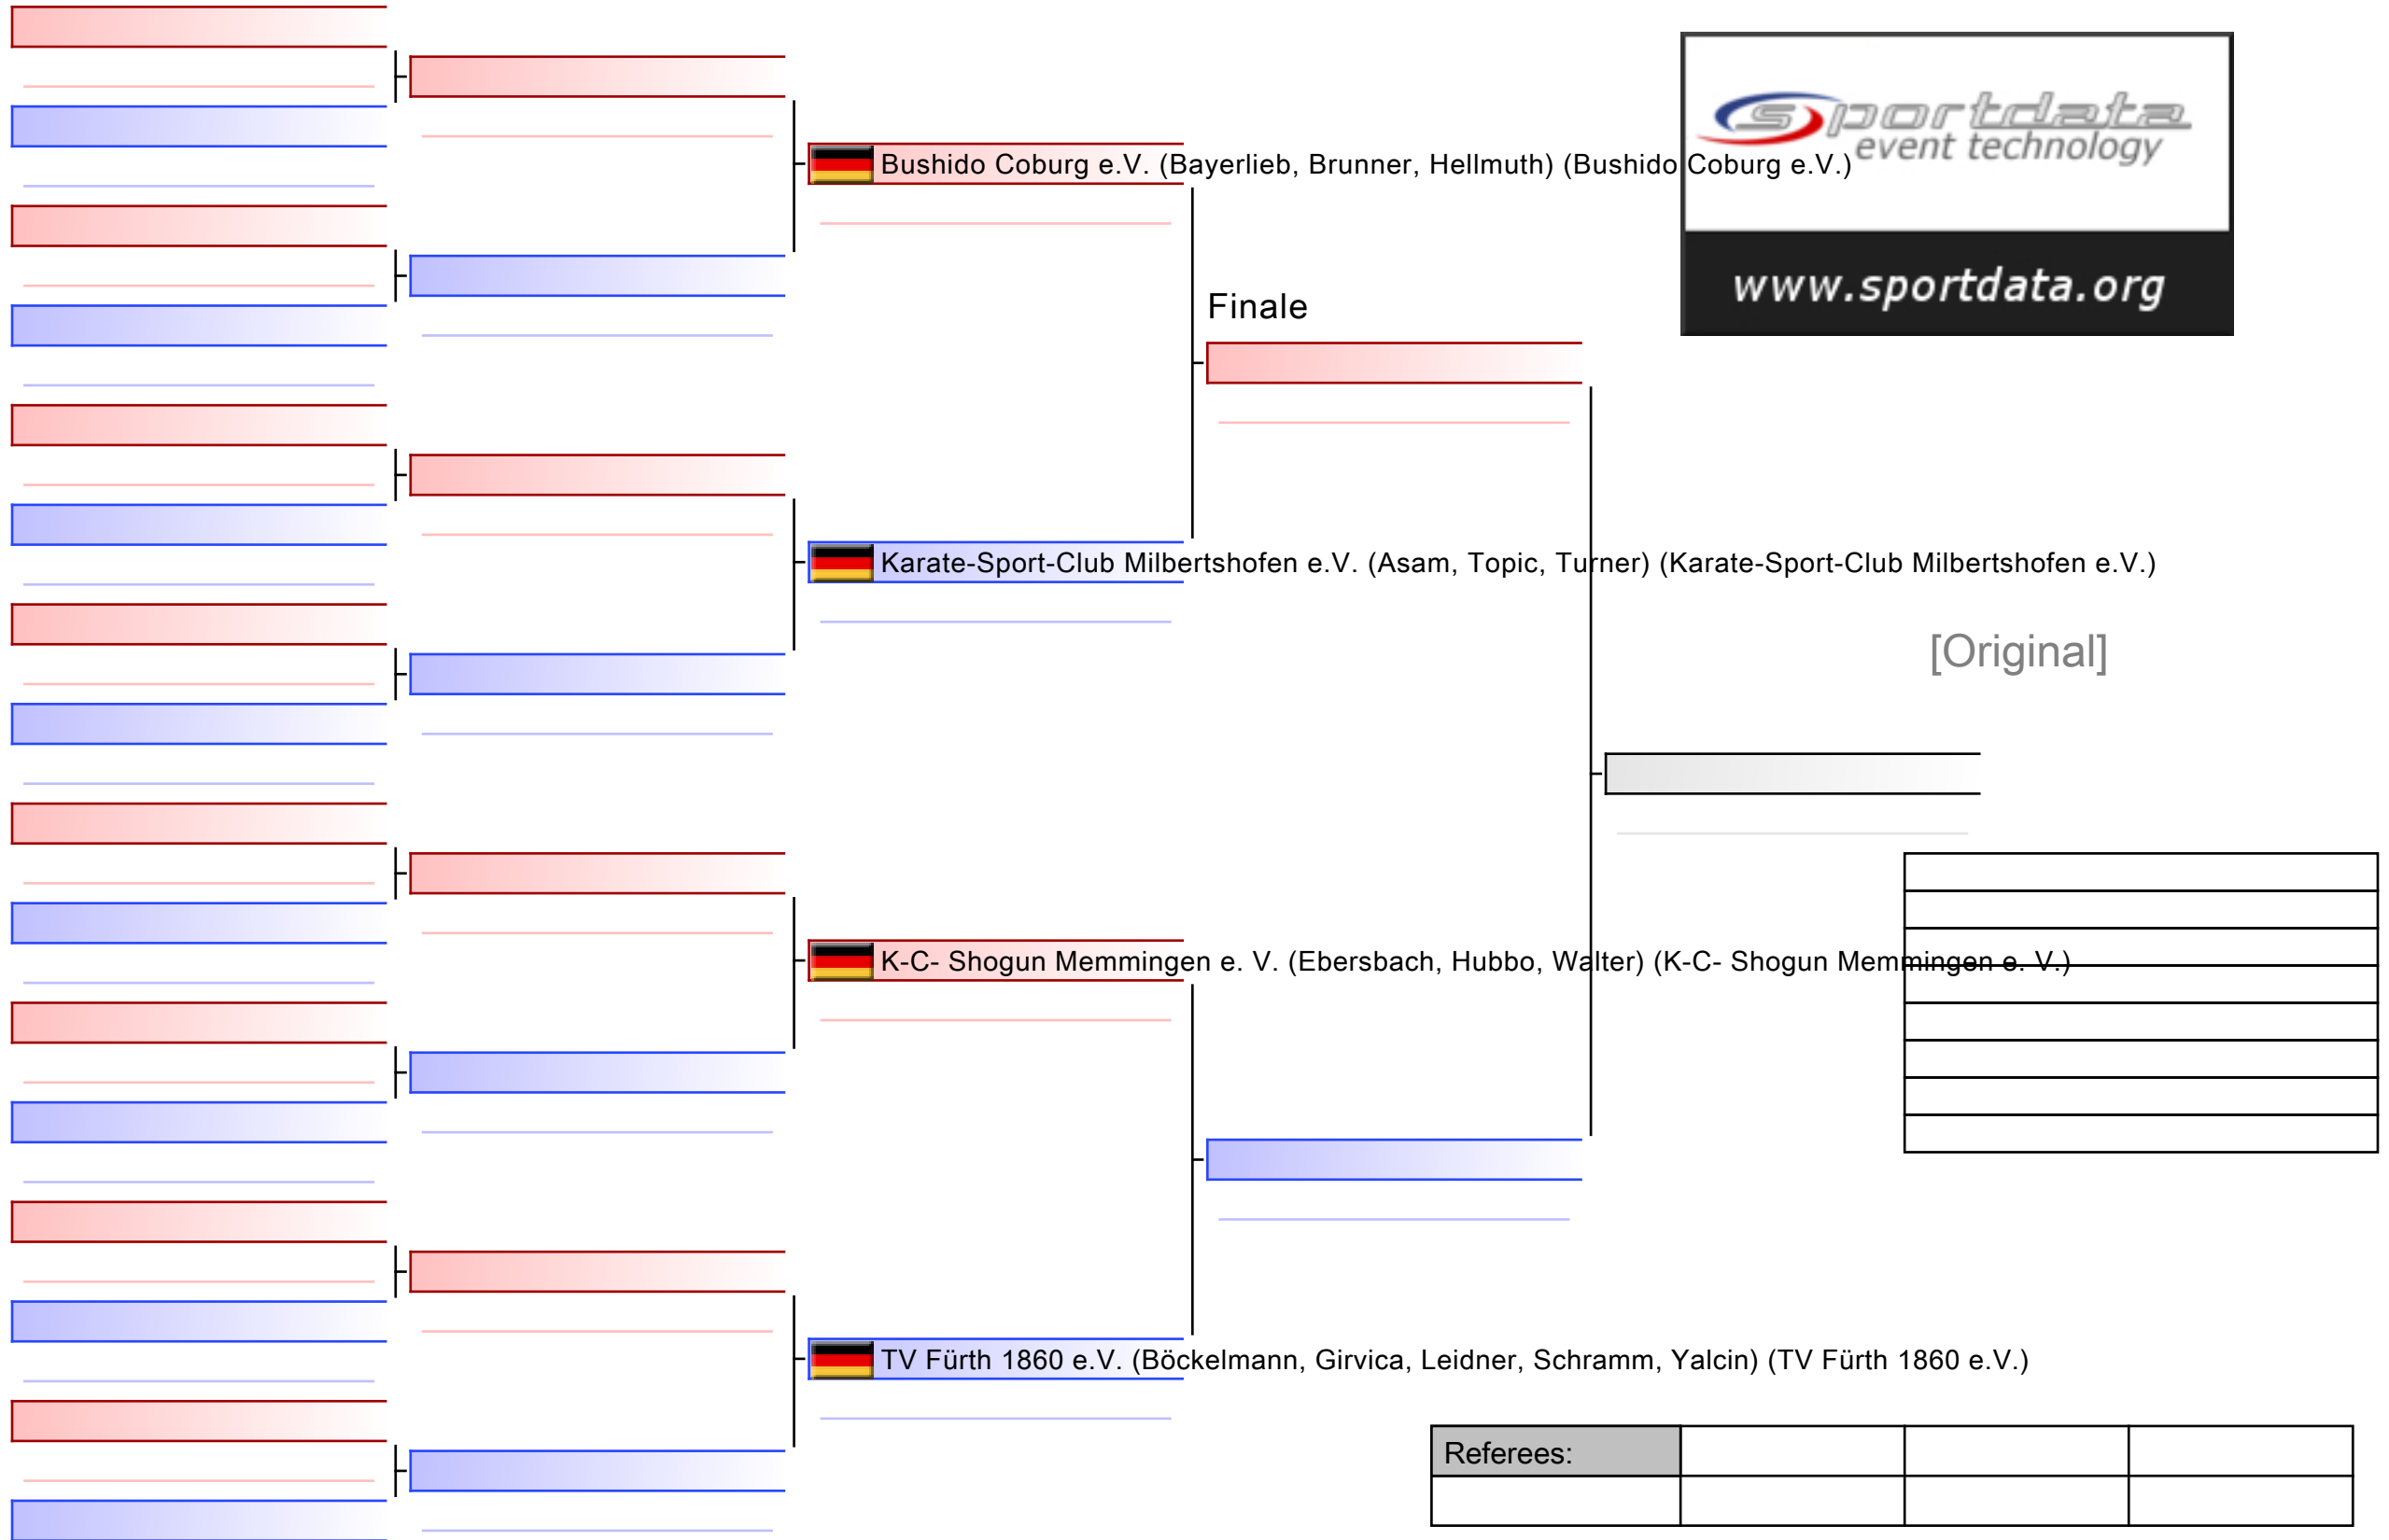 sportdata
event technology
www.sportdata.org
Bushido Coburg e.V. (Bayerlieb, Brunner, Hellmuth) (Bushido Coburg e.V.)
Finale
Karate-Sport-Club Milbertshofen e.V. (Asam, Topic, Turner) (Karate-Sport-Club Milbertshofen e.V.)
[Original]
K-C- Shogun Memmingen e. V. (Ebersbach, Hubbo, Walter) (K-C- Shogun Memmingen e. V.)
TV Fürth 1860 e.V. (Böckelmann, Girvica, Leidner, Schramm, Yalcin) (TV Fürth 1860 e.V.)
Referees: